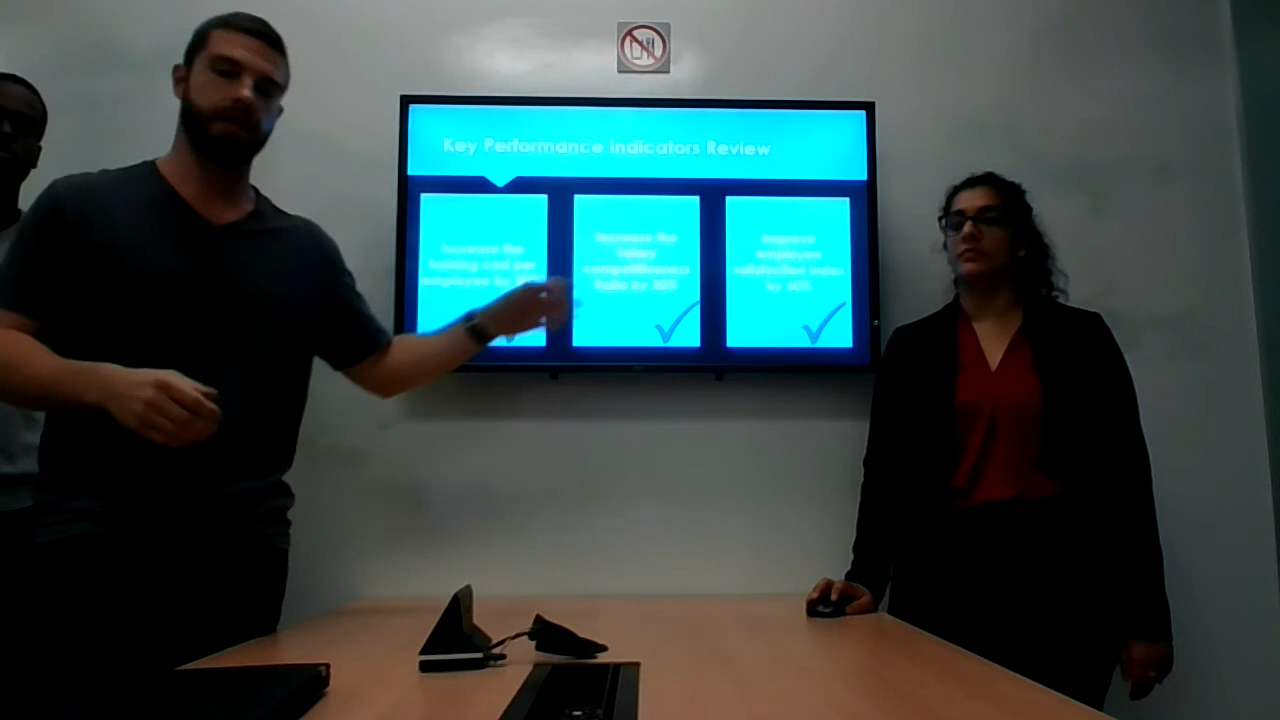 Key Performance Indicators Review
Increase the
training cost per
employee by
Increase the
Salary
competitiveness
Ratio by 30%
Improve
employee
satisfaction index
by 60%